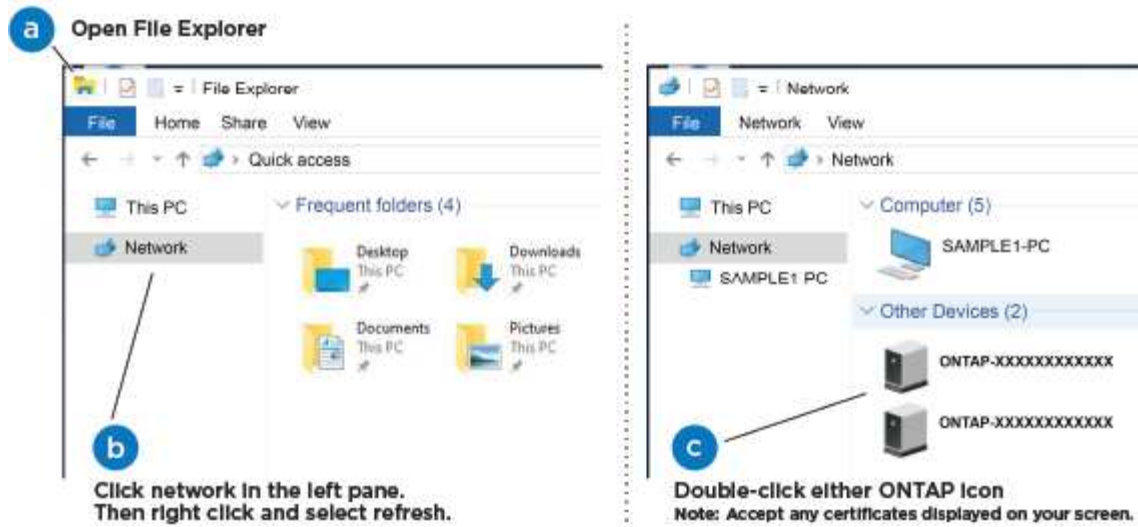 a
Open File Explorer
File Explorer
File Home Share View
Quick access
This PC
Network
Frequent folders (4)
Desktop
This PC
Downloads
This PC
Documents
This PC
Pictures
This PC
b
Click network in the left pane.
Then right click and select refresh.
Network
File Network View
Network
This PC
Network
SAMPLE1 PC
Computer (5)
SAMPLE1-PC
Other Devices (2)
ONTAP-XXXXXXXXXXXX
ONTAP-XXXXXXXXXXXX
c
Double-click either ONTAP icon
Note: Accept any certificates displayed on your screen.